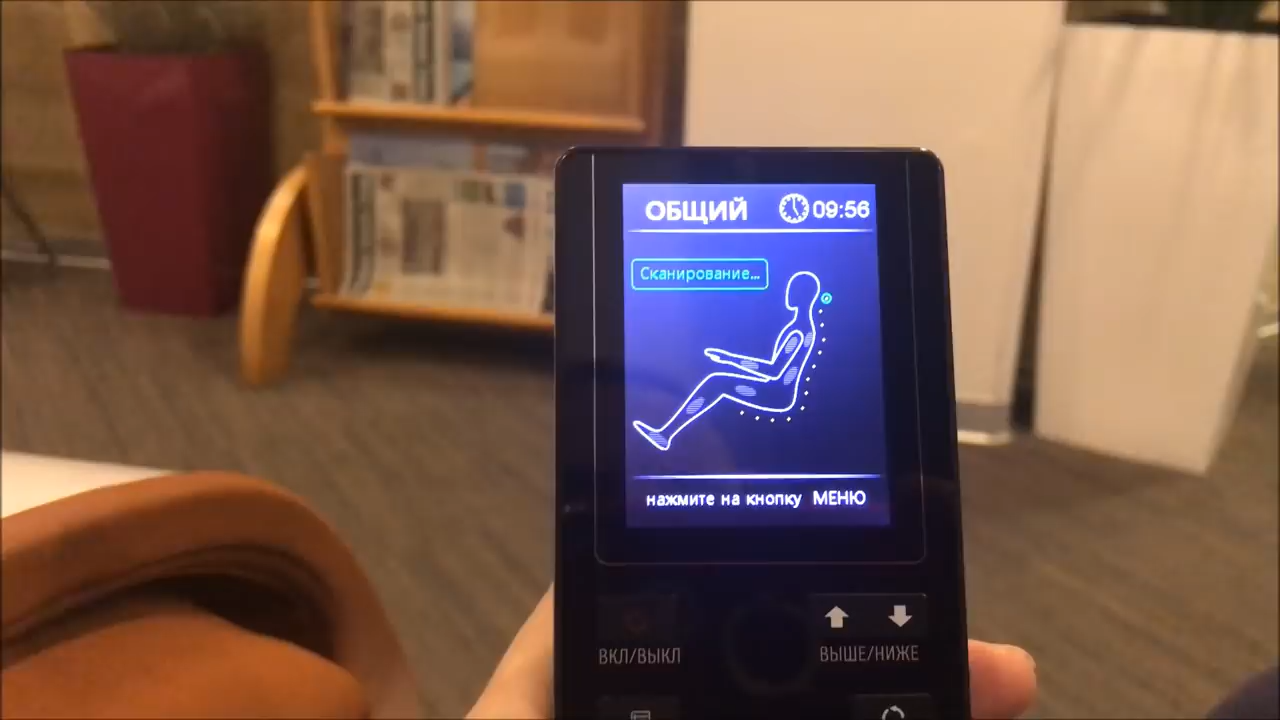 ОБЩИЙ 09:56
Сканирование...
нажмите на кнопку МЕНЮ
ВКЛ/ВЫКЛ
ВЫШЕ/НИЖЕ